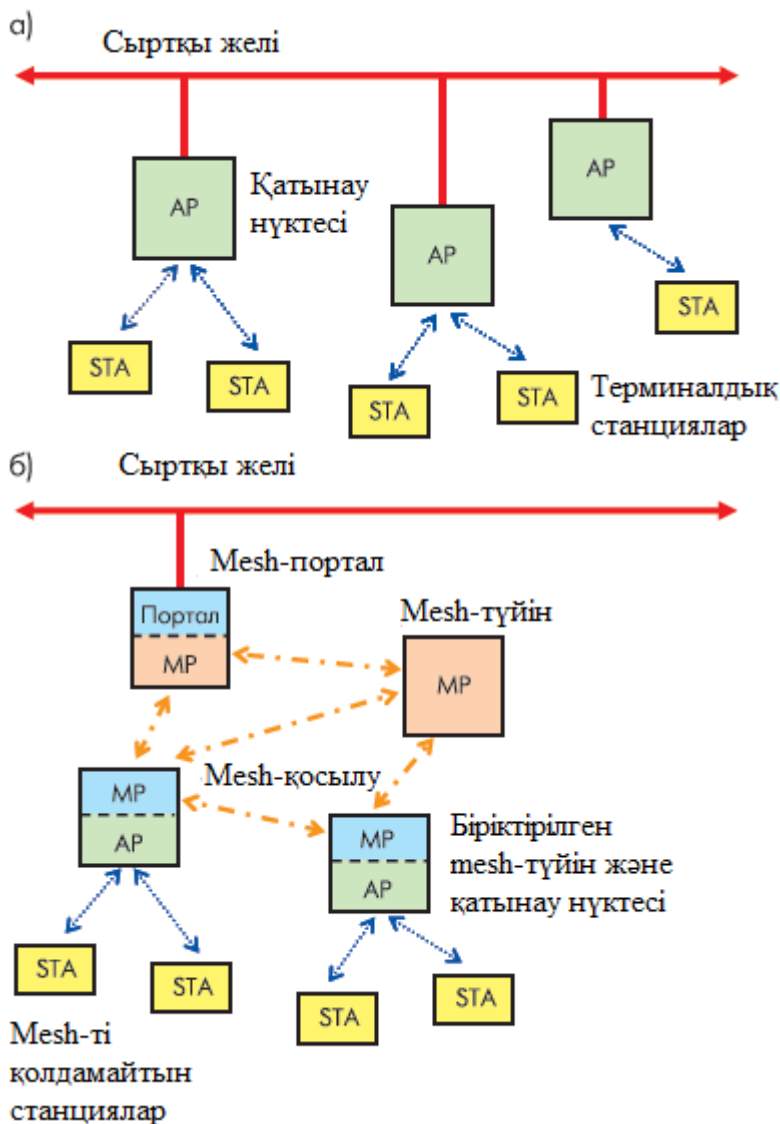 а)
Сыртқы желі
AP
Қатынау
нүктесі
AP
AP
STA
STA
STA
STA
STA
Терминалдық
станциялар
б)
Сыртқы желі
Mesh-портал
Портал
MP
Mesh-түйін
MP
Mesh-қосылу
MP
AP
MP
AP
Біріктірілген
mesh-түйін және
қатынау нүктесі
STA
STA
STA
STA
Mesh-ті
қолдамайтын
станциялар